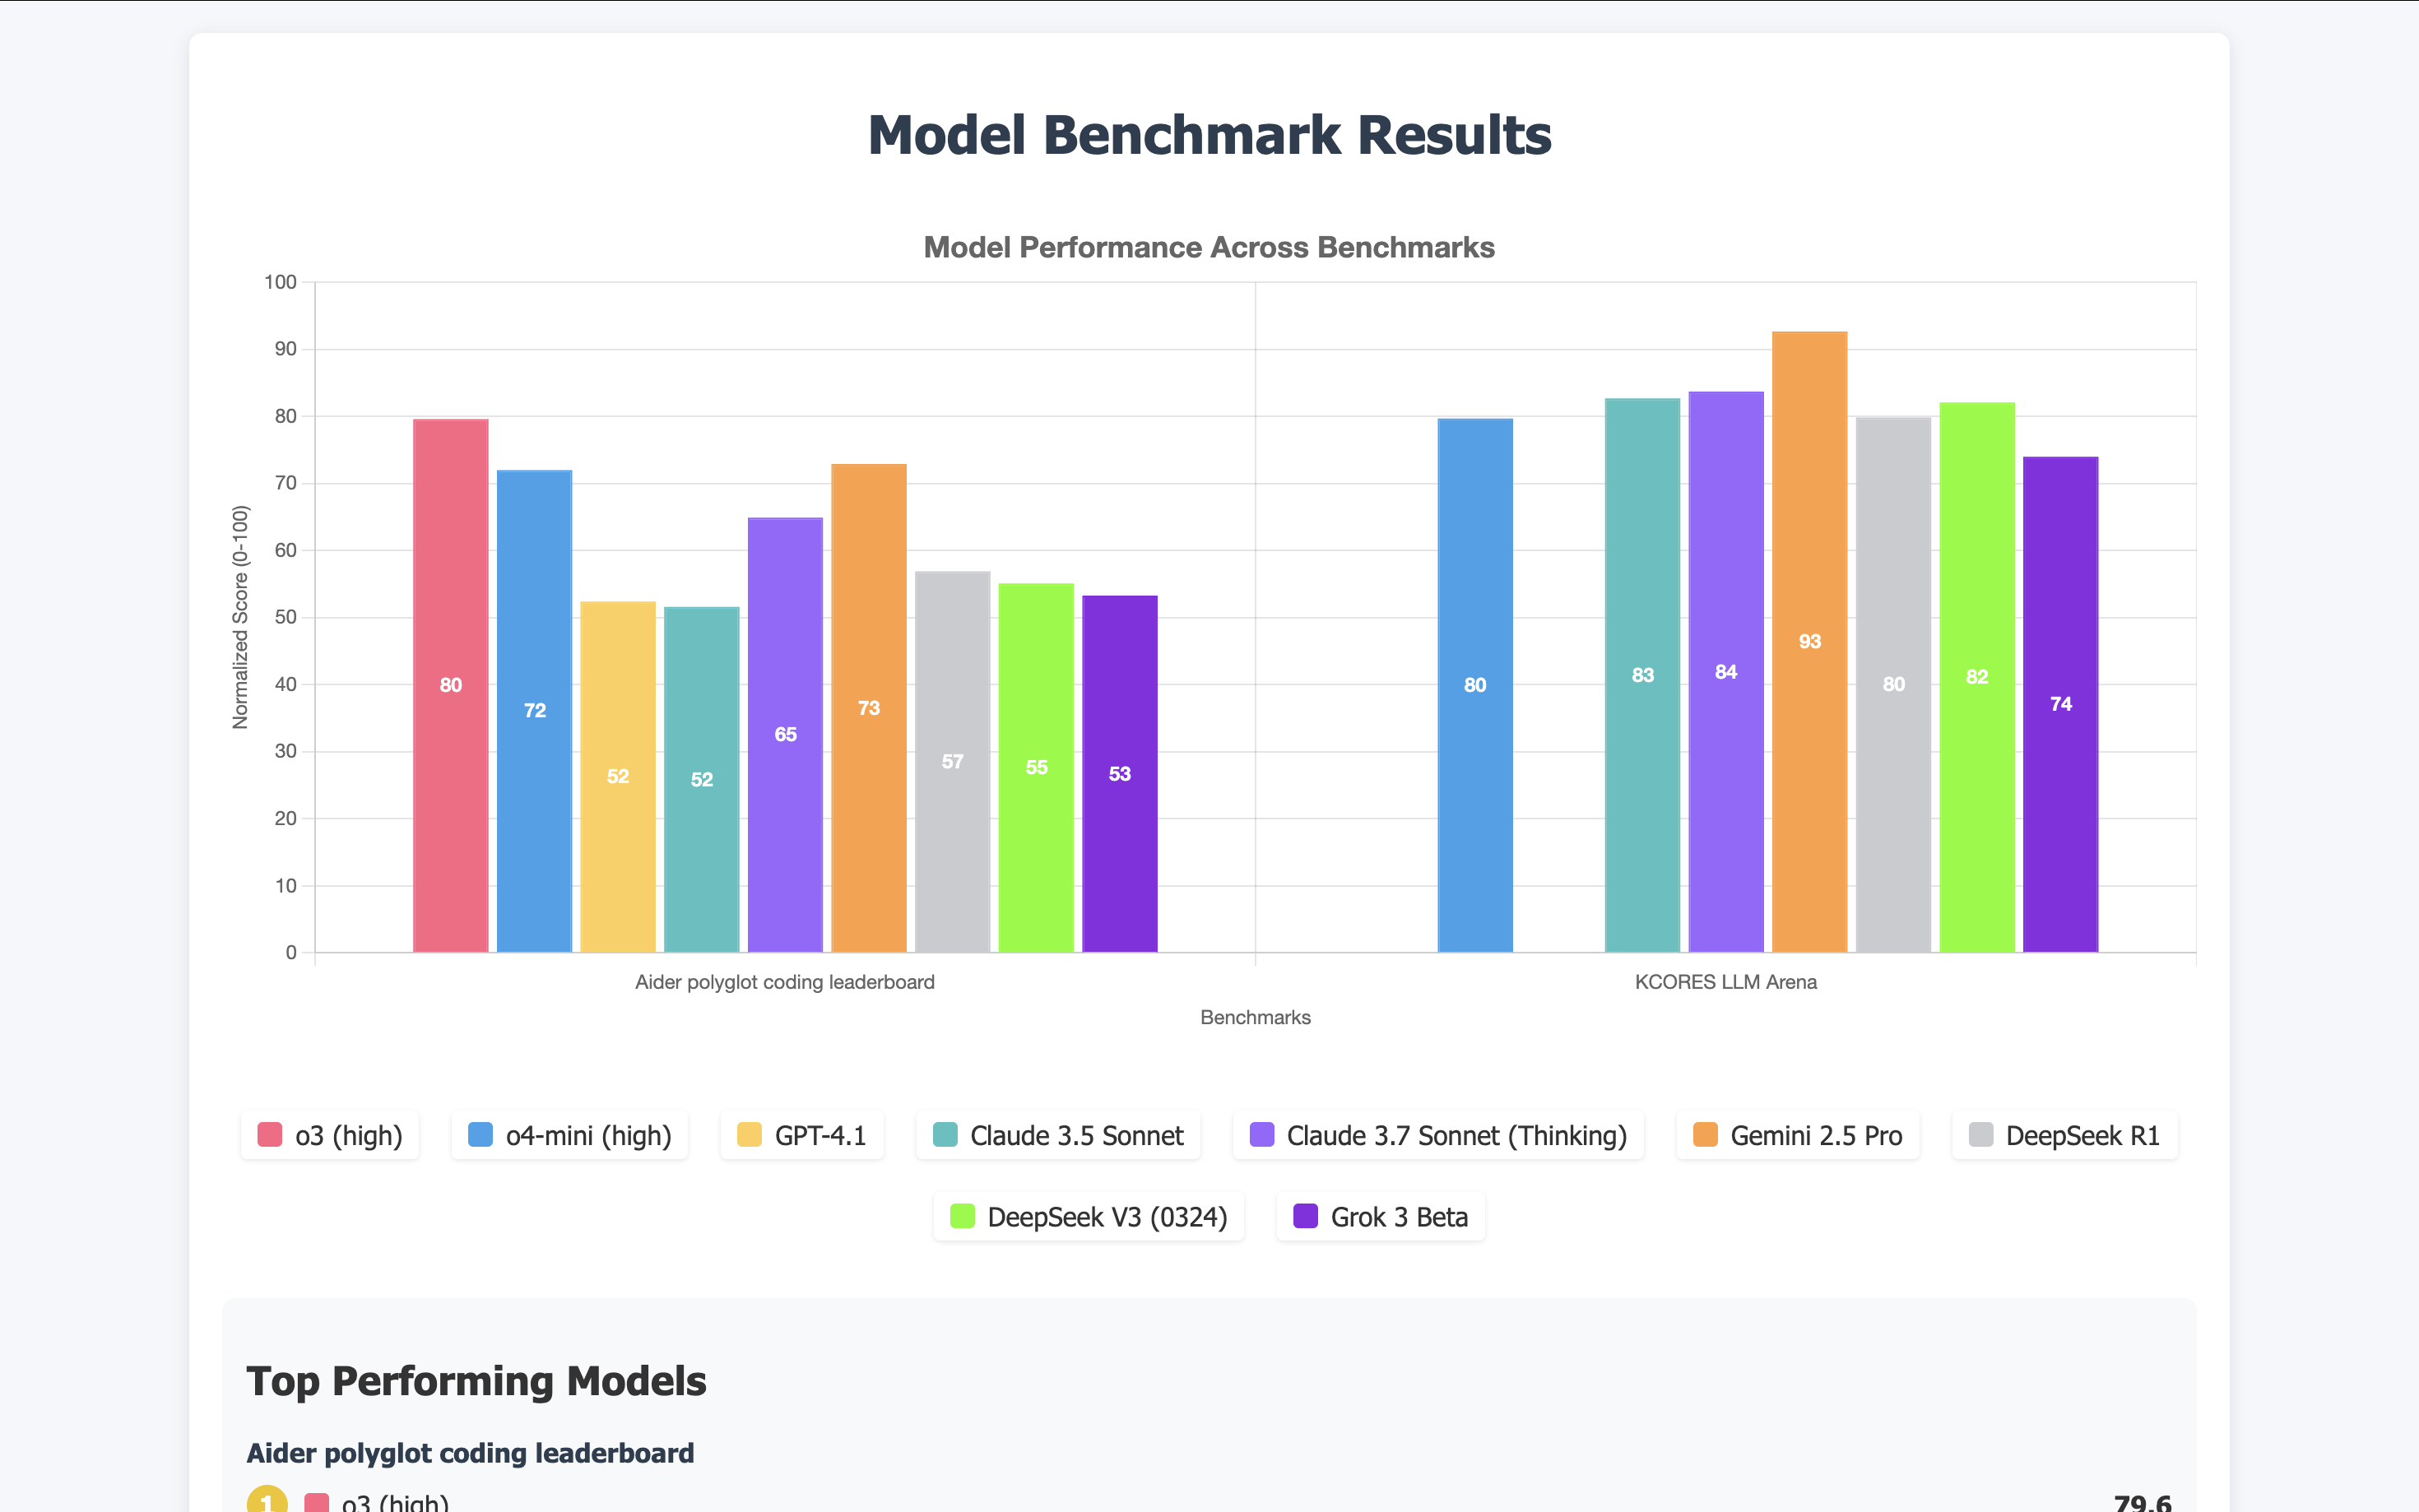 Model Benchmark Results
Model Performance Across Benchmarks
100
90
80
70
60
50
40
30
20
10
0
Normalized Score (0-100)
80
72
52
52
65
73
57
55
53
80
83
84
93
80
82
74
Aider polyglot coding leaderboard
KCORES LLM Arena
Benchmarks
o3 (high)
o4-mini (high)
GPT-4.1
Claude 3.5 Sonnet
Claude 3.7 Sonnet (Thinking)
Gemini 2.5 Pro
DeepSeek R1
DeepSeek V3 (0324)
Grok 3 Beta
Top Performing Models
Aider polyglot coding leaderboard
1 o3 (high) 79.6